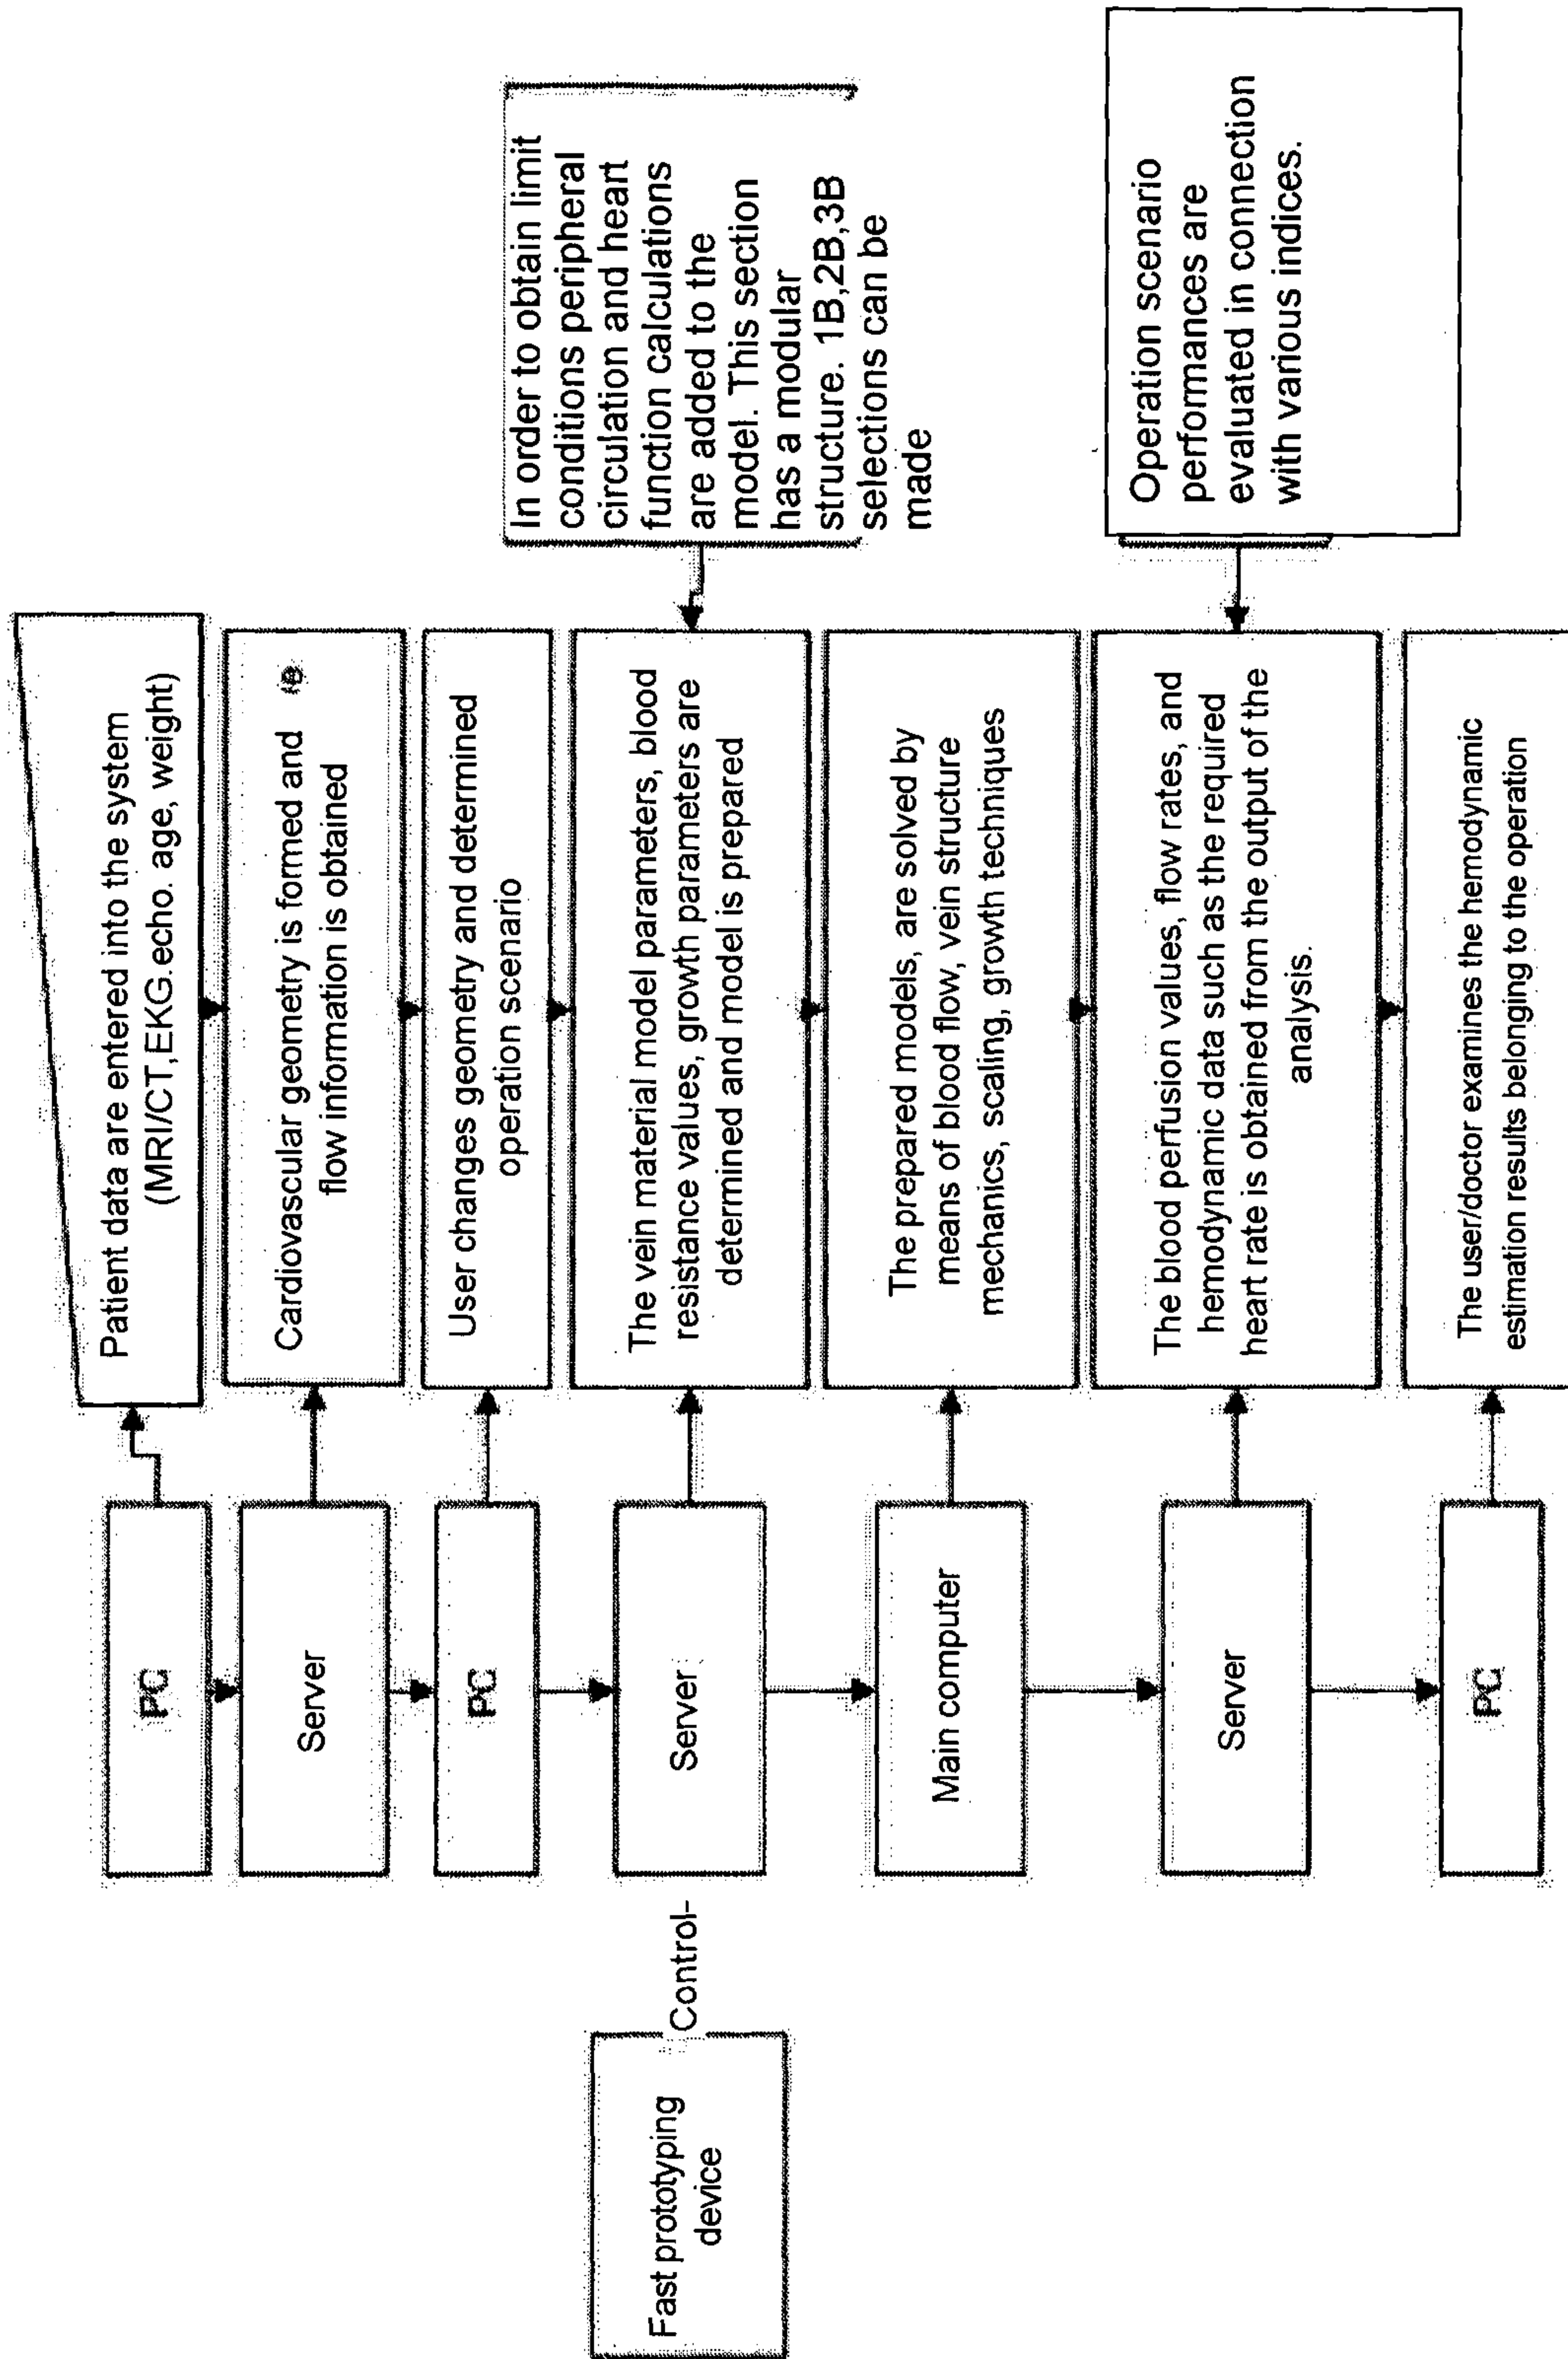 Patient data are entered into the system
(MRI/CT,EKG.echo. age, weight)
Cardiovascular geometry is formed and
flow information is obtained
User changes geometry and determined
operation scenario
The vein material model parameters, blood
resistance values, growth parameters are
determined and model is prepared
The prepared models, are solved by
means of blood flow, vein structure
mechanics, scaling, growth techniques
The blood perfusion values, flow rates, and
hemodynamic data such as the required
heart rate is obtained from the output of the
analysis.
The user/doctor examines the hemodynamic
estimation results belonging to the operation
In order to obtain limit
conditions peripheral
circulation and heart
function calculations
are added to the
model. This section
has a modular
structure. 1B,2B,3B
selections can be
made
Operation scenario
performances are
evaluated in connection
with various indices.
PC
Server
PC
Server
Main computer
Server
PC
Control-
Fast prototyping
device